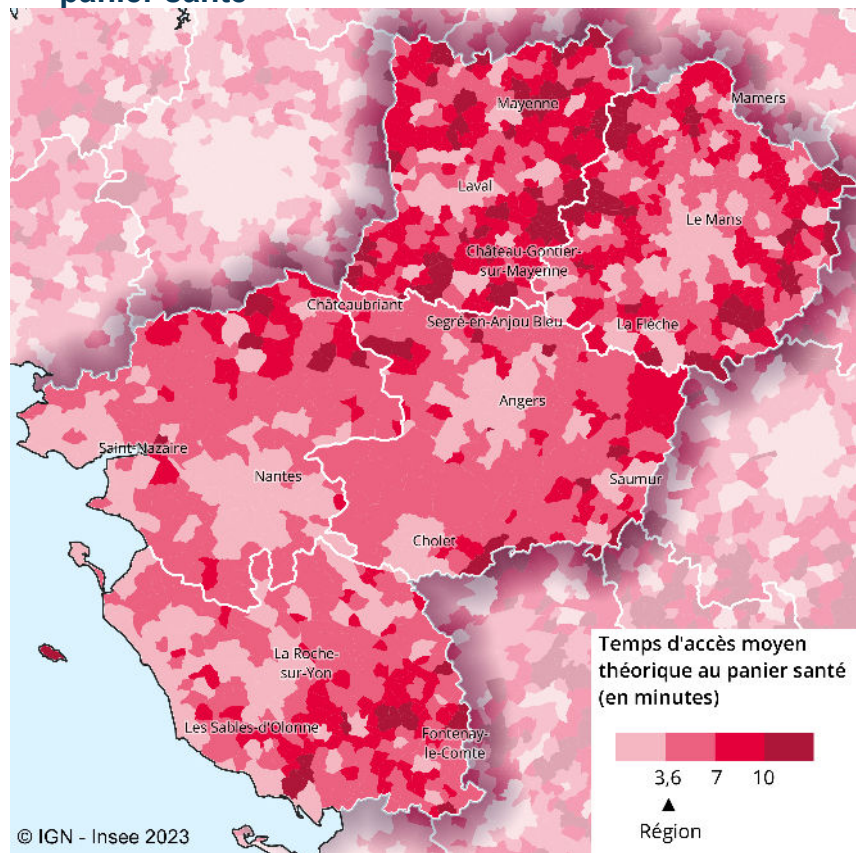 panier santé
Mayenne
Mamers
Laval
Le Mans
Château-Gontier-
sur-Mayenne
Châteaubriant
Segré-en-Anjou Bleu
La Flèche
Angers
Saint-Nazaire
Nantes
Saumur
Cholet
La Roche-
sur-Yon
Les Sables-d'Olonne
Fontenay-
le-Comte
Temps d'accès moyen
théorique au panier santé
(en minutes)
3,6 7 10
▲
Région
© IGN - Insee 2023